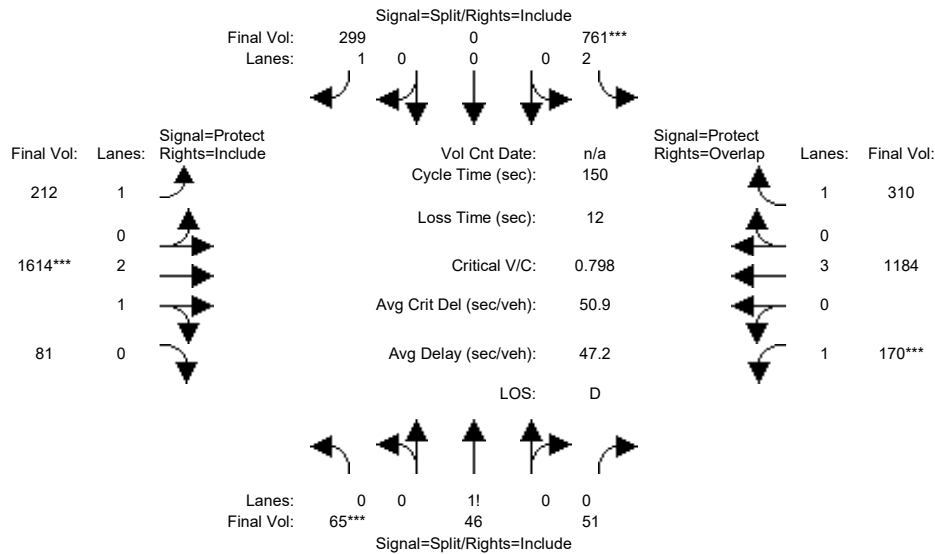 Signal=Split/Rights=Include
Final Vol: 299 0 761***
Lanes: 1 0 0 0 2
Signal=Protect Signal=Protect
Final Vol: Lanes: Rights=Include Vol Cnt Date: n/a Rights=Overlap Lanes: Final Vol:
Cycle Time (sec): 150
212 1 1 310
Loss Time (sec): 12
0 0
1614*** 2 Critical V/C: 0.798 3 1184
1 Avg Crit Del (sec/veh): 50.9 0
81 0 Avg Delay (sec/veh): 47.2 1 170***
LOS: D
Lanes: 0 0 1! 0 0
Final Vol: 65*** 46 51
Signal=Split/Rights=Include